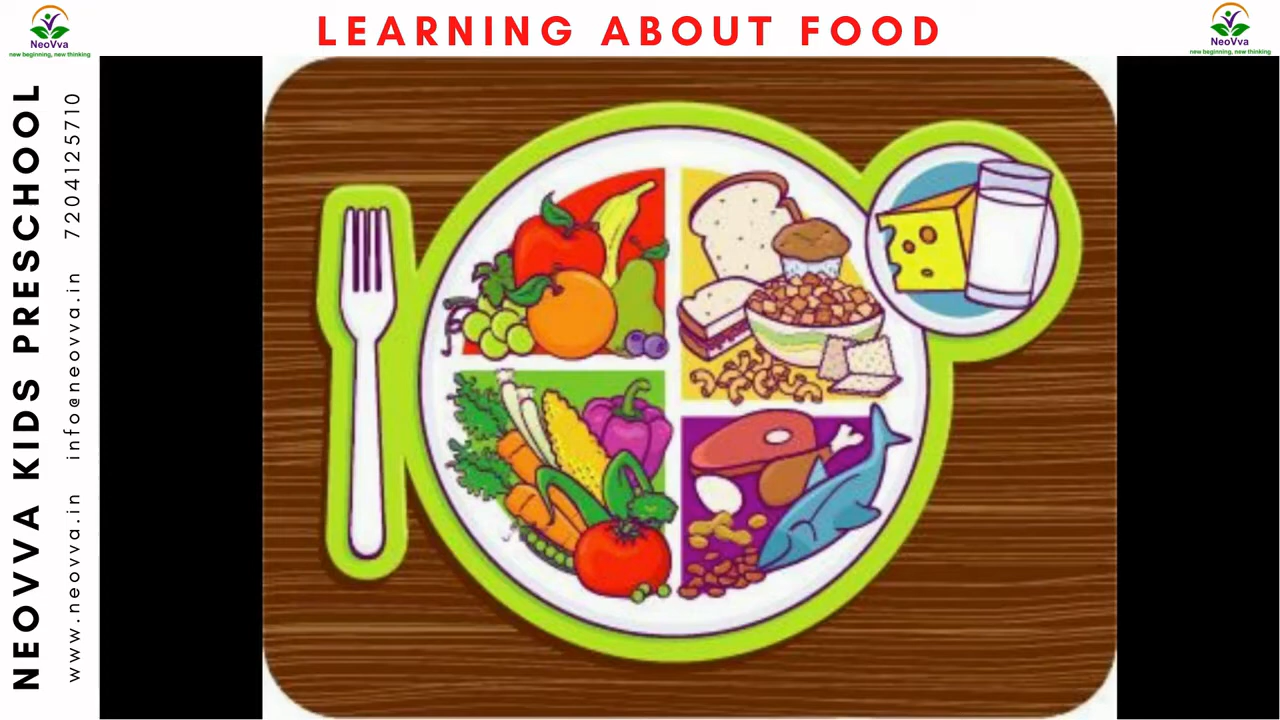 NeoVva
new beginning, new thinking
LEARNING ABOUT FOOD
NeoVva
new beginning, new thinking
NEOVVA KIDS PRESCHOOL
www.neovva.in info@neovva.in 7204125710